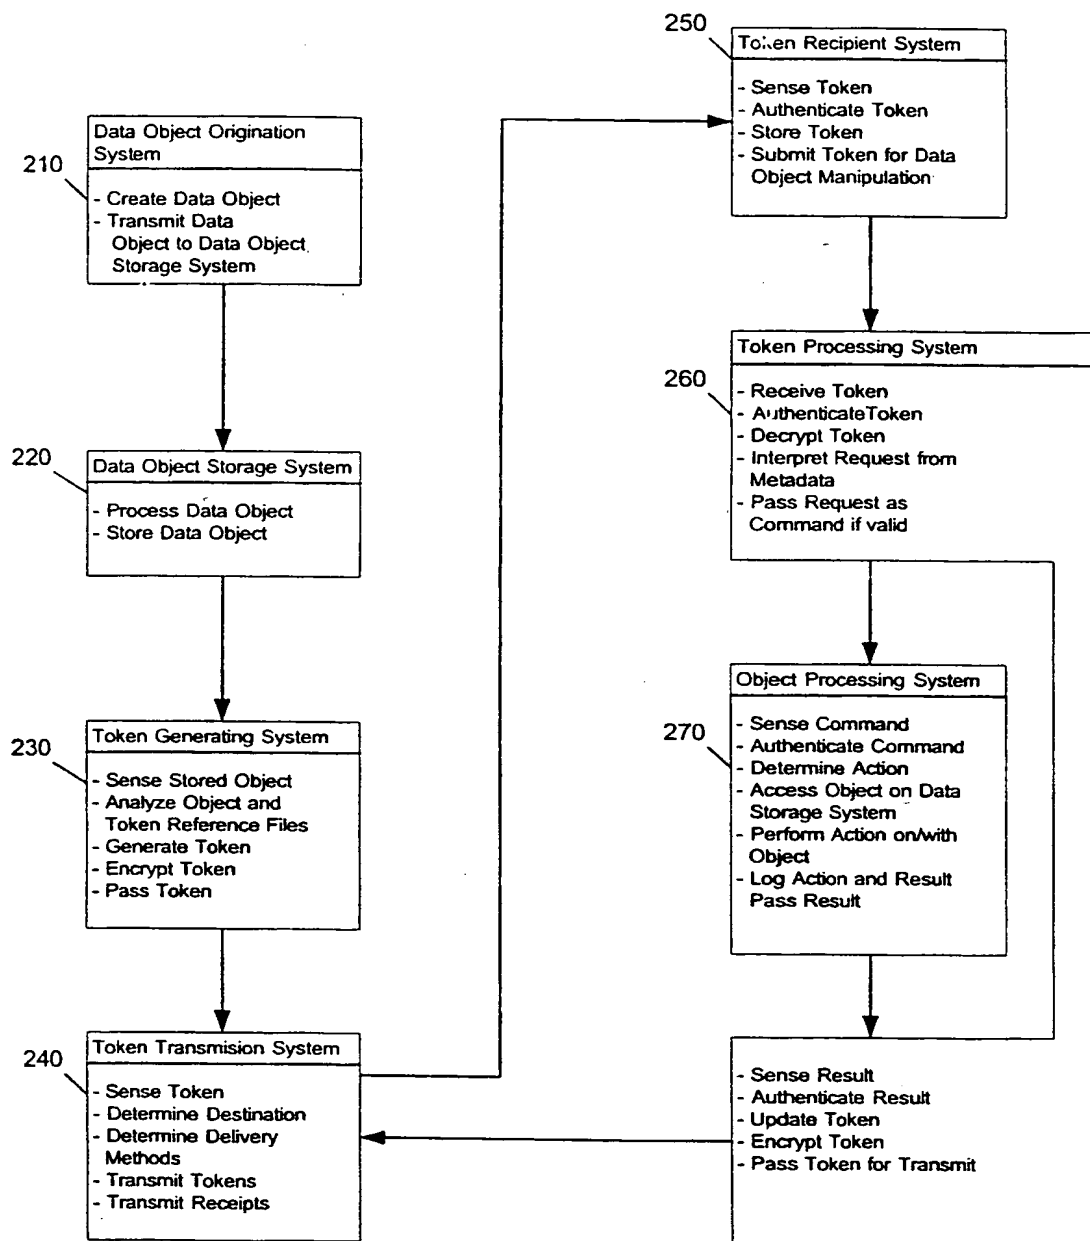 210
Data Object Origination
System
- Create Data Object
- Transmit Data
Object to Data Object
Storage System
220
Data Object Storage System
- Process Data Object
- Store Data Object
230
Token Generating System
- Sense Stored Object
- Analyze Object and
Token Reference Files
- Generate Token
- Encrypt Token
- Pass Token
240
Token Transmision System
- Sense Token
- Determine Destination
- Determine Delivery
Methods
- Transmit Tokens
- Transmit Receipts
250
Token Recipient System
- Sense Token
- Authenticate Token
- Store Token
- Submit Token for Data
Object Manipulation
260
Token Processing System
- Receive Token
- AuthenticateToken
- Decrypt Token
- Interpret Request from
Metadata
- Pass Request as
Command if valid
270
Object Processing System
- Sense Command
- Authenticate Command
- Determine Action
- Access Object on Data
Storage System
- Perform Action on/with
Object
- Log Action and Result
Pass Result
- Sense Result
- Authenticate Result
- Update Token
- Encrypt Token
- Pass Token for Transmit